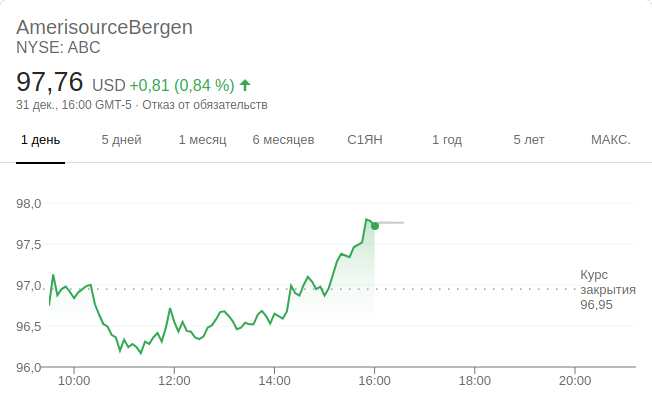 AmerisourceBergen
NYSE: ABC
97,76 USD +0,81 (0,84 %)
31 дек., 16:00 GMT-5 · Отказ от обязательств
1 день 5 дней 1 месяц 6 месяцев С1ЯН 1 год 5 лет МАКС.
98,0
97,5
97,0
96,5
96,0
Курс
закрытия
96,95
10:00 12:00 14:00 16:00 18:00 20:00